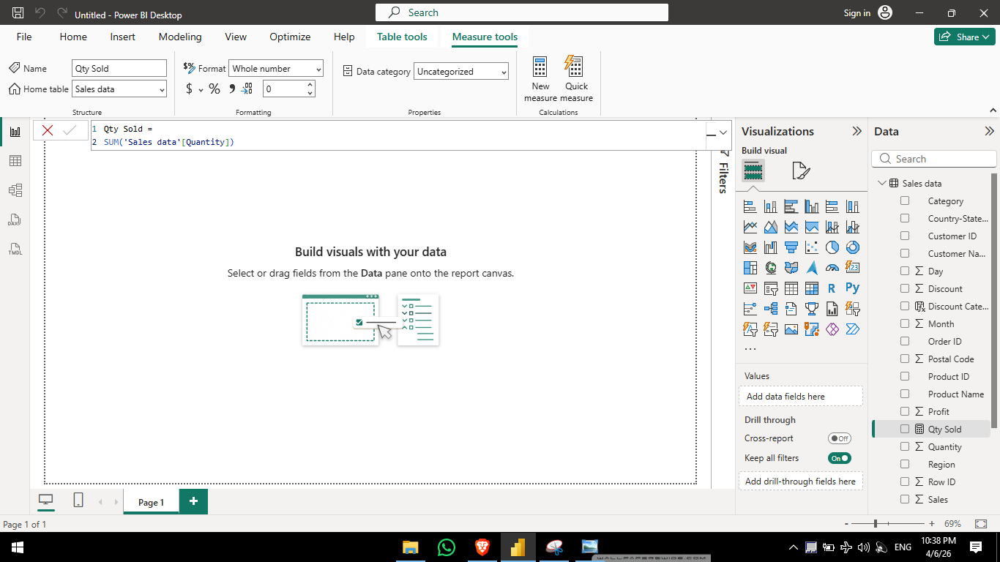 Untitled - Power BI Desktop
Search
Sign in
File
Home
Insert
Modeling
View
Optimize
Help
Table tools
Measure tools
Share
Name
Qty Sold
Home table
Sales data
Structure
Format
Whole number
$
%
0
Formatting
Data category
Uncategorized
Properties
New measure
Quick measure
Calculations
1 Qty Sold =
2 SUM('Sales data'[Quantity])
DAX
TMDL
Build visuals with your data
Select or drag fields from the Data pane onto the report canvas.
Filters
Visualizations
Build visual
123
R
Py
...
Values
Add data fields here
Drill through
Cross-report
Off
Keep all filters
On
Add drill-through fields here
Data
Search
Sales data
Category
Country-State...
Customer ID
Customer Na...
Day
Discount
Discount Cate...
Month
Order ID
Postal Code
Product ID
Product Name
Profit
Qty Sold
Quantity
Region
Row ID
Sales
Page 1
+
Page 1 of 1
- + 69%
ENG
10:38 PM
4/6/26